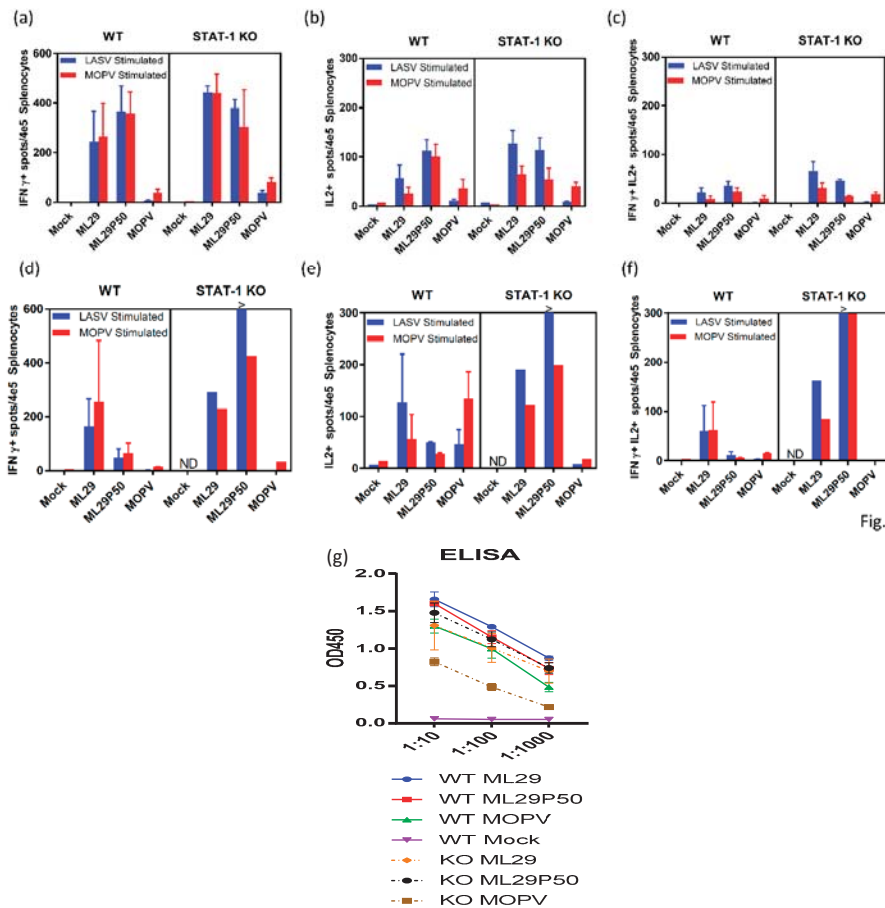 (a)
WT STAT-1 KO
IFN γ+ spots/4e5 Splenocytes
600
400
200
0
LASV Stimulated
MOPV Stimulated
Mock ML29 ML29P50 MOPV Mock ML29 ML29P50 MOPV
(b)
WT STAT-1 KO
IL2+ spots/4e5 Splenocytes
300
200
100
0
LASV Stimulated
MOPV Stimulated
Mock ML29 ML29P50 MOPV Mock ML29 ML29P50 MOPV
(c)
WT STAT-1 KO
IFN γ+ IL2+ spots/4e5 Splenocytes
300
200
100
0
LASV Stimulated
MOPV Stimulated
Mock ML29 ML29P50 MOPV Mock ML29 ML29P50 MOPV
(d)
WT STAT-1 KO
IFN γ+ spots/4e5 Splenocytes
600
400
200
0
LASV Stimulated
MOPV Stimulated
>
ND
Mock ML29 ML29P50 MOPV Mock ML29 ML29P50 MOPV
(e)
WT STAT-1 KO
IL2+ spots/4e5 Splenocytes
300
200
100
0
LASV Stimulated
MOPV Stimulated
>
ND
Mock ML29 ML29P50 MOPV Mock ML29 ML29P50 MOPV
(f)
WT STAT-1 KO
IFN γ+ IL2+ spots/4e5 Splenocytes
300
200
100
0
LASV Stimulated
MOPV Stimulated
>
ND
Mock ML29 ML29P50 MOPV Mock ML29 ML29P50 MOPV
Fig.
(g)
ELISA
OD450
2.0
1.5
1.0
0.5
0.0
1:10 1:100 1:1000
WT ML29
WT ML29P50
WT MOPV
WT Mock
KO ML29
KO ML29P50
KO MOPV